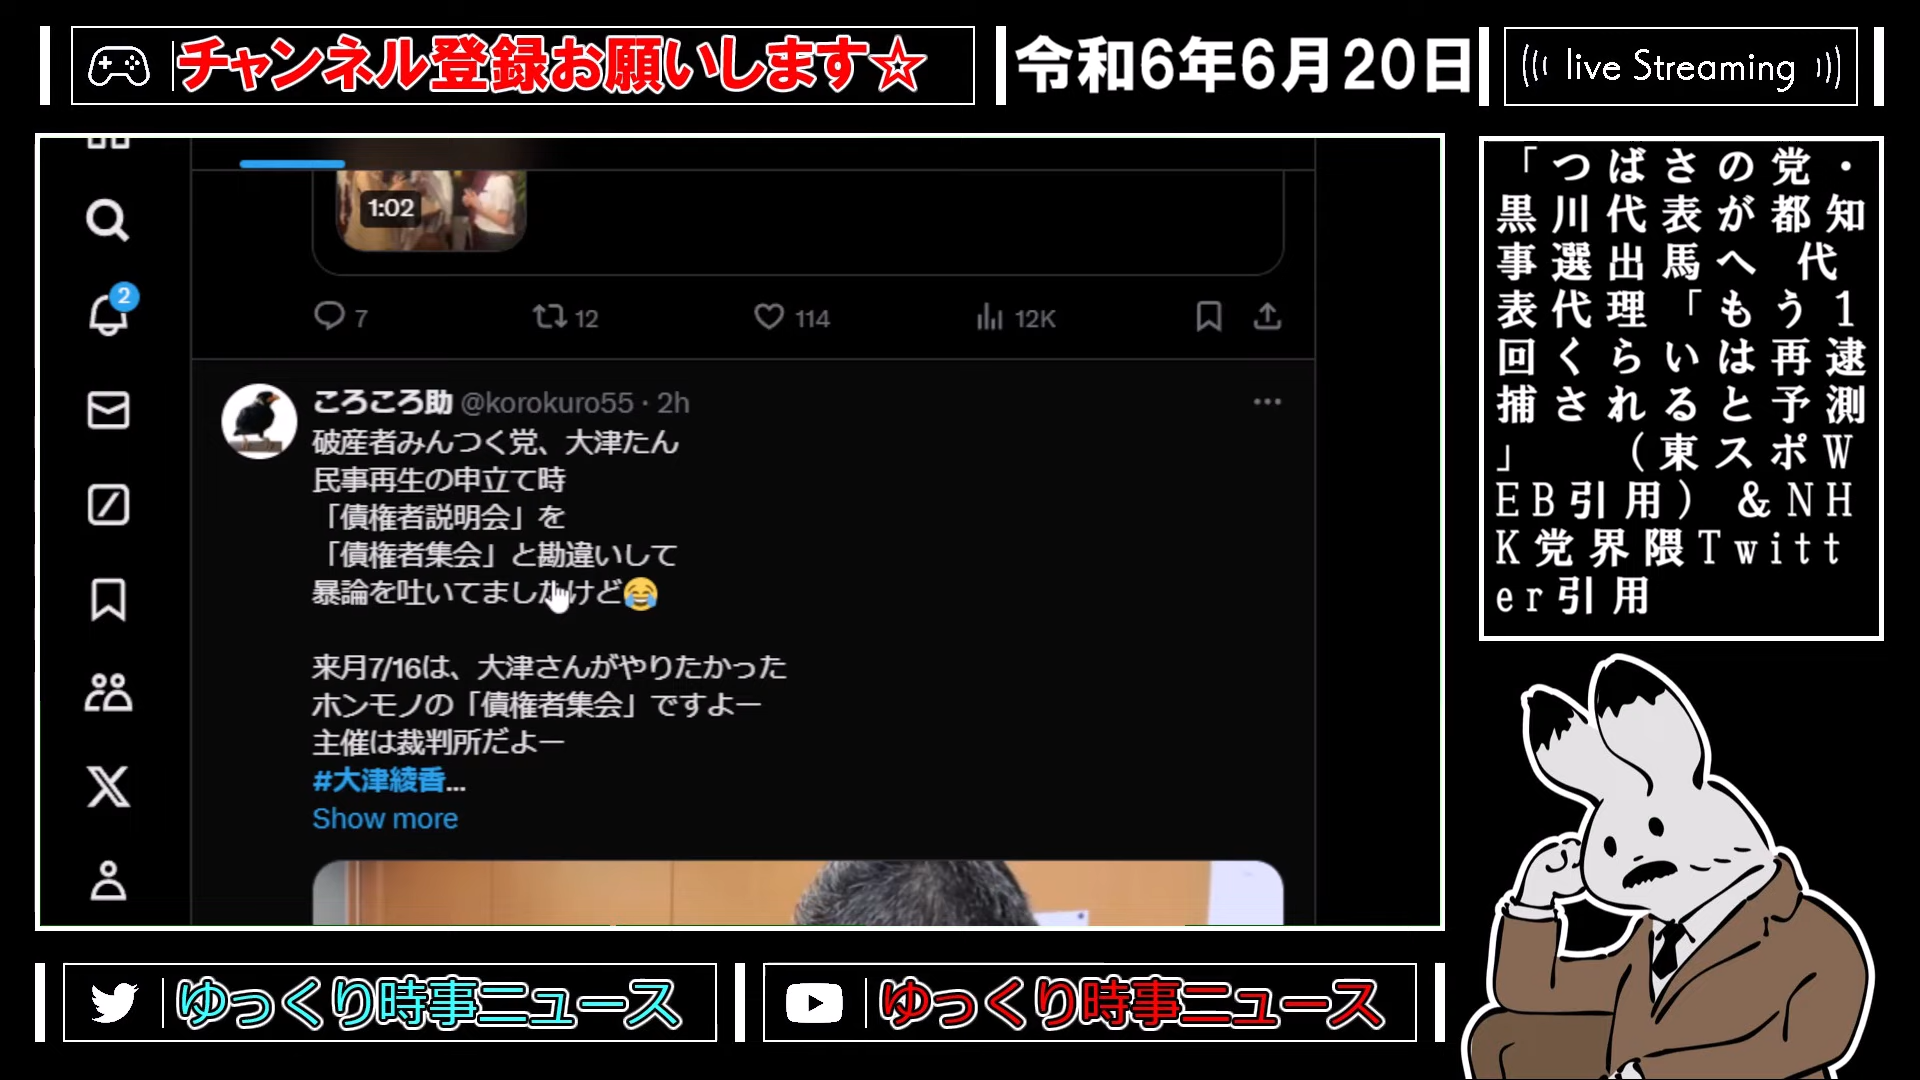 チャンネル登録お願いします☆
令和6年6月20日
live Streaming
1:02
2
7
12
114
12K
ころころ助 @korokuro55 · 2h
破産者みんつく党、大津たん
民事再生の申立て時
「債権者説明会」を
「債権者集会」と勘違いして
暴論を吐いてましたけど😂
来月7/16は、大津さんがやりたかった
ホンモノの「債権者集会」ですよー
主催は裁判所だよー
#大津綾香...
Show more
「つばさの党・
黒川代表が都知
事選出馬へ 代
表代理「もう1
回くらいは再逮
捕されると予測
」 (東スポW
EB引用) &NH
K党界隈Twitt
er引用
ゆっくり時事ニュース
ゆっくり時事ニュース